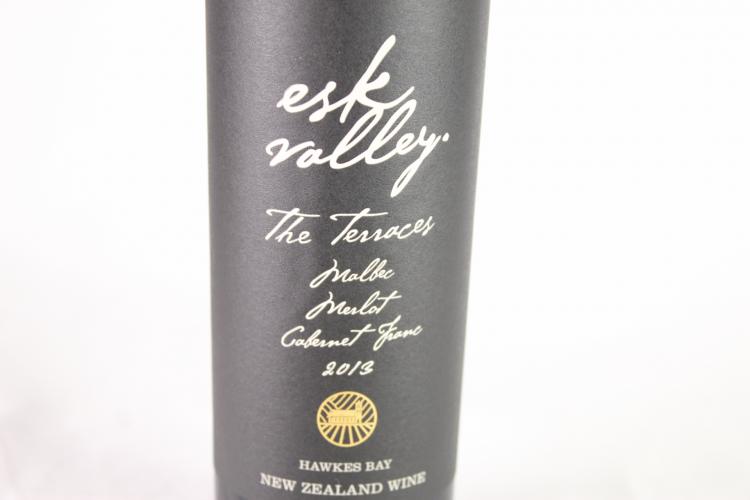 esk
valley.
The Terraces
Malbec
Merlot
Cabernet Franc
2013
HAWKES BAY
NEW ZEALAND WINE